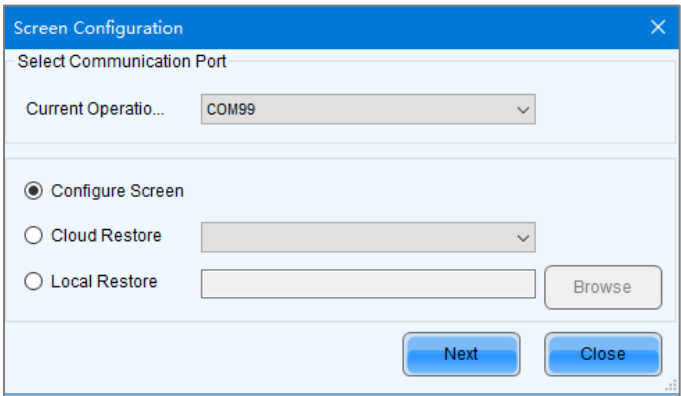 Screen Configuration
Select Communication Port
Current Operatio... COM99
Configure Screen
Cloud Restore
Local Restore Browse
Next Close